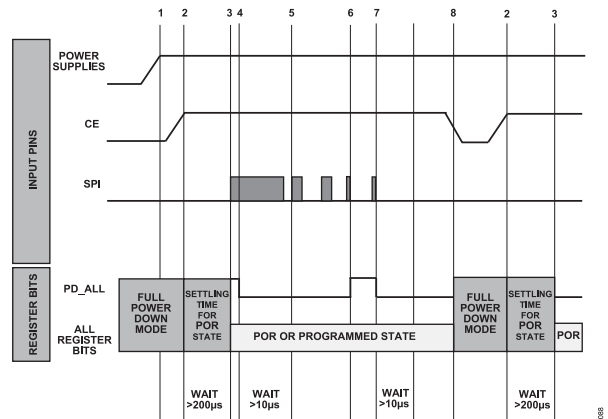 1 2 3 4 5 6 7 8 2 3
POWER
SUPPLIES
CE
SPI
INPUT PINS
PD_ALL
ALL
REGISTER
BITS
REGISTER BITS
FULL
POWER
DOWN
MODE
SETTLING
TIME
FOR
POR
STATE
POR OR PROGRAMMED STATE
FULL
POWER
DOWN
MODE
SETTLING
TIME
FOR
POR
STATE
POR
WAIT
>200µs
WAIT
>10µs
WAIT
>10µs
WAIT
>200µs
088